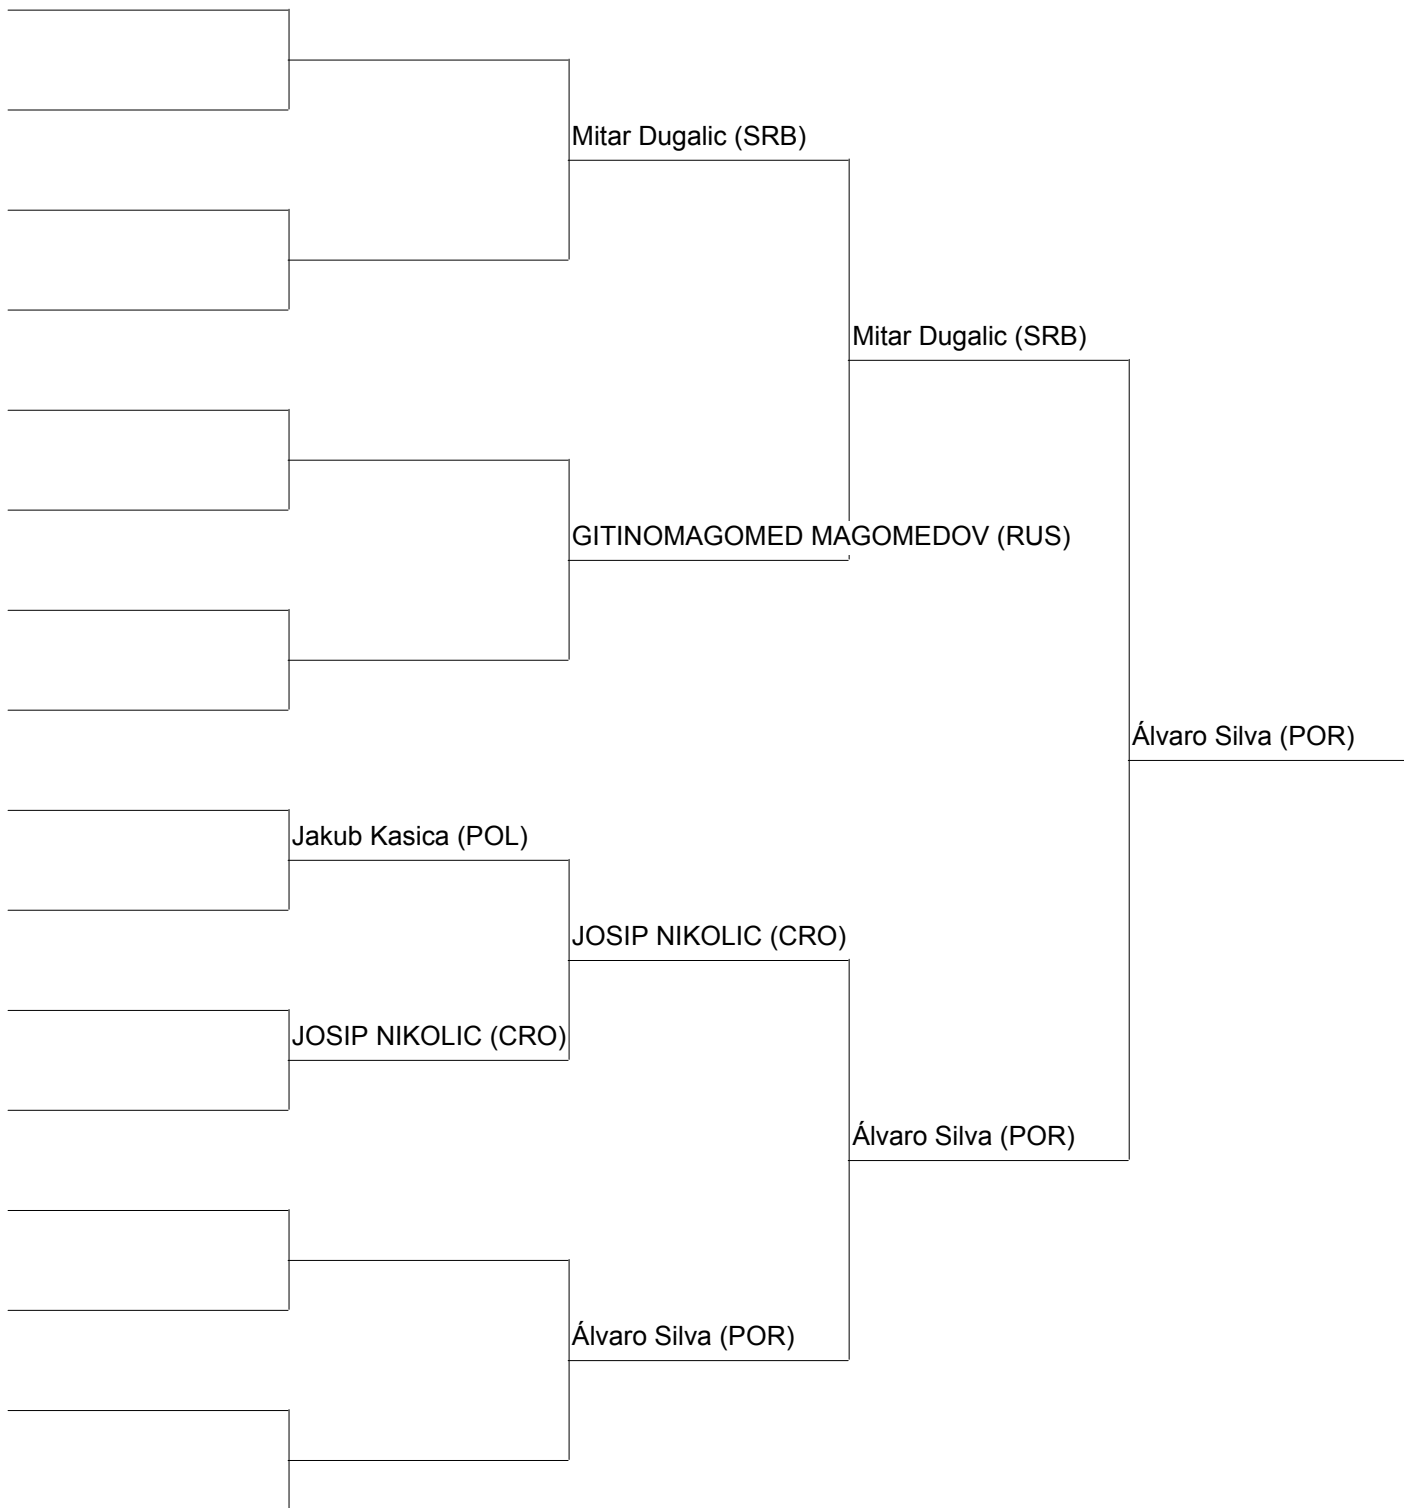 Mitar Dugalic (SRB)
Mitar Dugalic (SRB)
GITINOMAGOMED MAGOMEDOV (RUS)
Álvaro Silva (POR)
Jakub Kasica (POL)
JOSIP NIKOLIC (CRO)
JOSIP NIKOLIC (CRO)
Álvaro Silva (POR)
Álvaro Silva (POR)